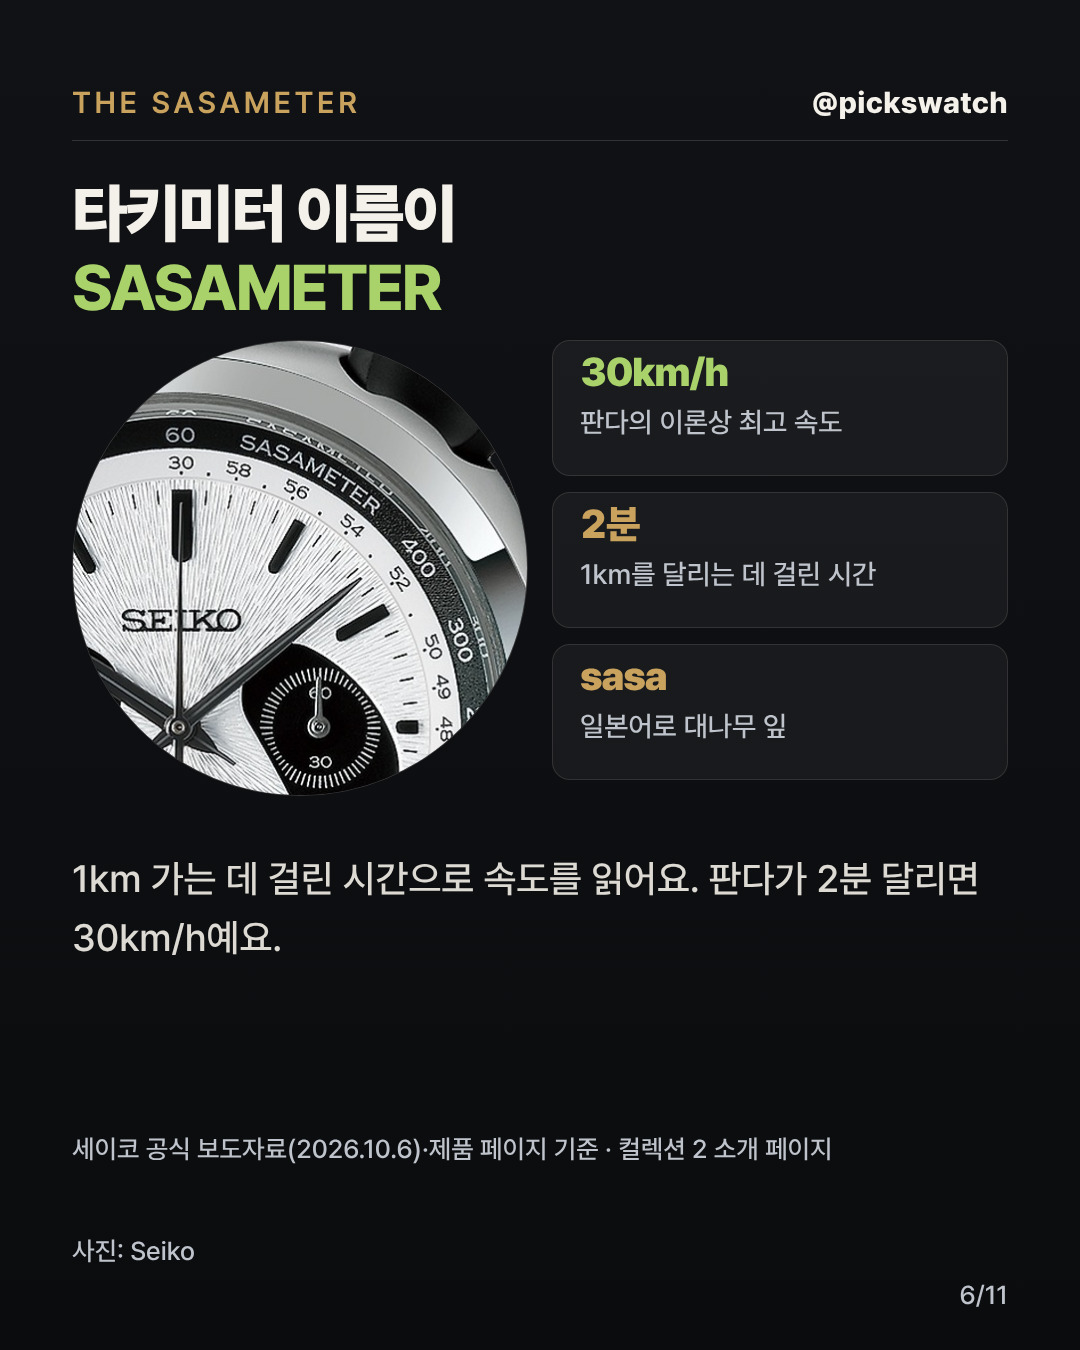 THE SASAMETER
@pickswatch
타키미터 이름이
SASAMETER
60
SASAMETER
400
300
30
58
56
54
52
50
49
48
SEIKO
60
30
30km/h
판다의 이론상 최고 속도
2분
1km를 달리는 데 걸린 시간
sasa
일본어로 대나무 잎
1km 가는 데 걸린 시간으로 속도를 읽어요. 판다가 2분 달리면
30km/h예요.
세이코 공식 보도자료(2026.10.6)·제품 페이지 기준 · 컬렉션 2 소개 페이지
사진: Seiko
6/11